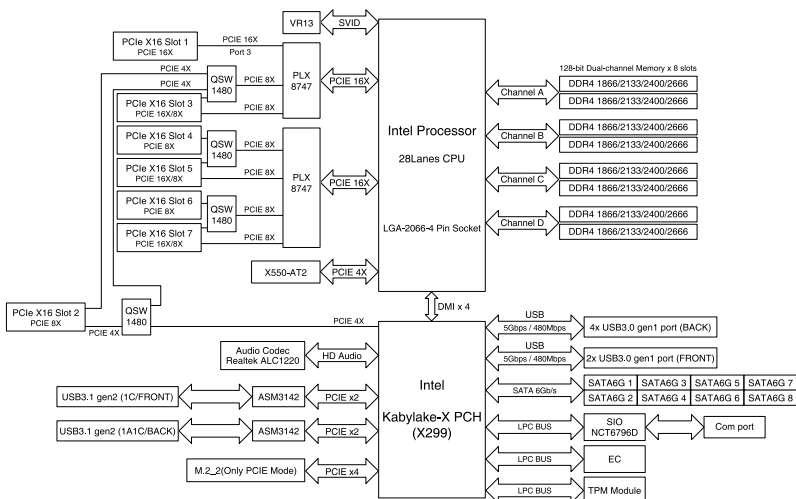 VR13
SVID
PCIe X16 Slot 1
PCIE 16X
PCIE 16X
Port 3
PCIE 4X
PCIE 4X
QSW
1480
PCIE 8X
PLX
8747
PCIE 16X
PCIe X16 Slot 3
PCIE 16X/8X
PCIE 8X
PCIe X16 Slot 4
PCIE 8X
QSW
1480
PCIE 8X
PCIe X16 Slot 5
PCIE 16X/8X
PCIE 8X
PLX
8747
PCIE 16X
PCIe X16 Slot 6
PCIE 8X
QSW
1480
PCIE 8X
PCIe X16 Slot 7
PCIE 16X/8X
PCIE 8X
X550-AT2
PCIE 4X
Intel Processor
28Lanes CPU
LGA-2066-4 Pin Socket
128-bit Dual-channel Memory x 8 slots
Channel A
DDR4 1866/2133/2400/2666
DDR4 1866/2133/2400/2666
Channel B
DDR4 1866/2133/2400/2666
DDR4 1866/2133/2400/2666
Channel C
DDR4 1866/2133/2400/2666
DDR4 1866/2133/2400/2666
Channel D
DDR4 1866/2133/2400/2666
DDR4 1866/2133/2400/2666
DMI x 4
PCIe X16 Slot 2
PCIE 8X
PCIE 4X
QSW
1480
PCIE 4X
Audio Codec
Realtek ALC1220
HD Audio
USB3.1 gen2 (1C/FRONT)
ASM3142
PCIE x2
USB3.1 gen2 (1A1C/BACK)
ASM3142
PCIE x2
M.2_2(Only PCIE Mode)
PCIE x4
Intel
Kabylake-X PCH
(X299)
USB
5Gbps / 480Mbps
4x USB3.0 gen1 port (BACK)
USB
5Gbps / 480Mbps
2x USB3.0 gen1 port (FRONT)
SATA 6Gb/s
SATA6G 1 SATA6G 3 SATA6G 5 SATA6G 7
SATA6G 2 SATA6G 4 SATA6G 6 SATA6G 8
LPC BUS
SIO
NCT6796D
Com port
LPC BUS
EC
LPC BUS
TPM Module